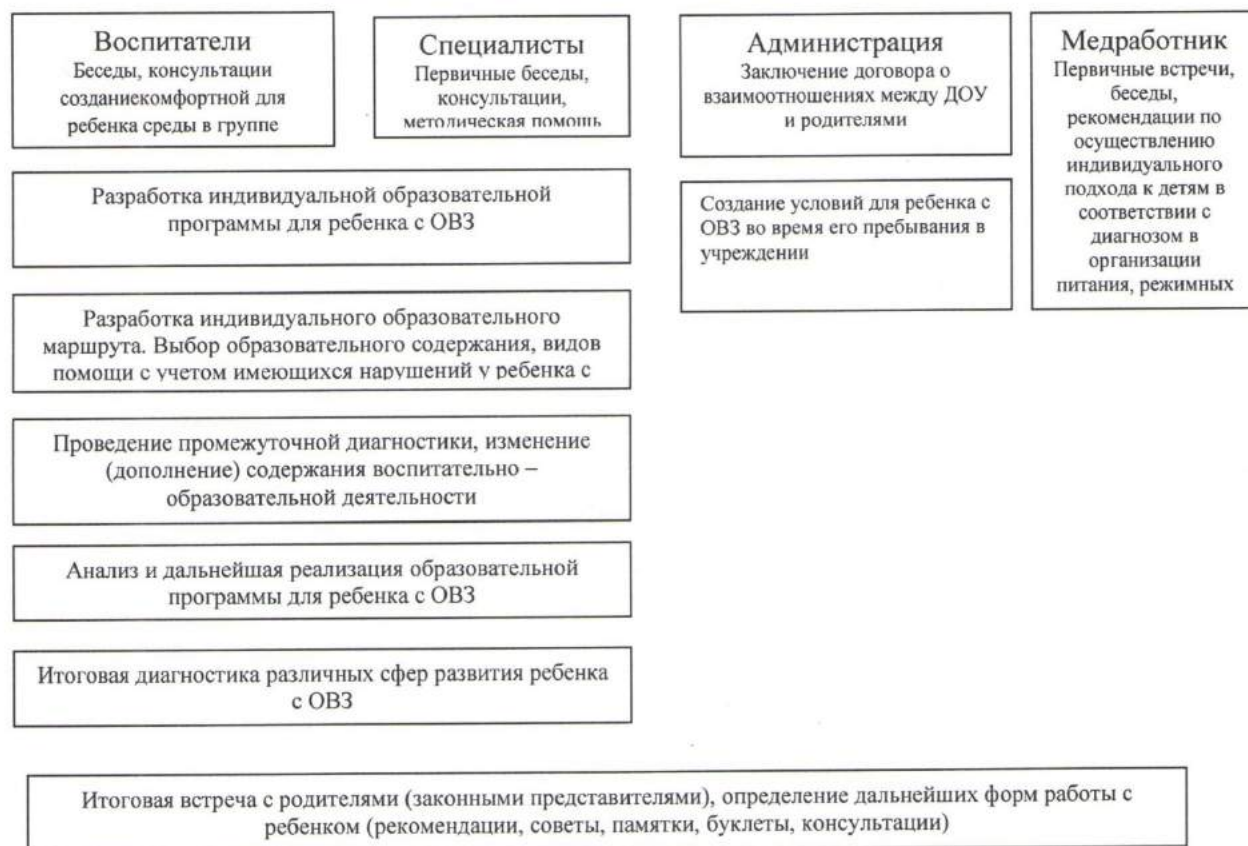 Воспитатели
Беседы, консультации
созданиекомфортной для
ребенка среды в группе
Специалисты
Первичные беседы,
консультации,
методическая помощь
Администрация
Заключение договора о
взаимоотношениях между ДОУ
и родителями
Медработник
Первичные встречи,
беседы,
рекомендации по
осуществлению
индивидуального
подхода к детям в
соответствии с
диагнозом в
организации
питания, режимных
Разработка индивидуальной образовательной
программы для ребенка с ОВЗ
Создание условий для ребенка с
ОВЗ во время его пребывания в
учреждении
Разработка индивидуального образовательного
маршрута. Выбор образовательного содержания, видов
помощи с учетом имеющихся нарушений у ребенка с
Проведение промежуточной диагностики, изменение
(дополнение) содержания воспитательно –
образовательной деятельности
Анализ и дальнейшая реализация образовательной
программы для ребенка с ОВЗ
Итоговая диагностика различных сфер развития ребенка
с ОВЗ
Итоговая встреча с родителями (законными представителями), определение дальнейших форм работы с
ребенком (рекомендации, советы, памятки, буклеты, консультации)